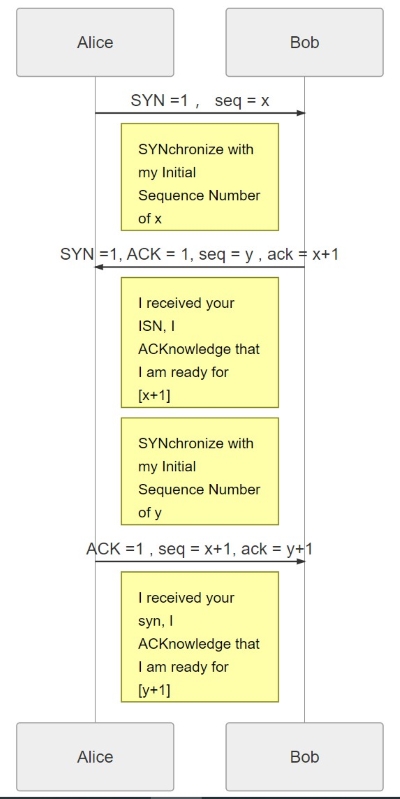 Alice Bob
SYN =1 ,   seq = x
SYNchronize with
my Initial
Sequence Number
of x
SYN =1, ACK = 1, seq = y , ack = x+1
I received your
ISN, I
ACKnowledge that
I am ready for
[x+1]
SYNchronize with
my Initial
Sequence Number
of y
ACK =1 , seq = x+1, ack = y+1
I received your
syn, I
ACKnowledge that
I am ready for
[y+1]
Alice Bob